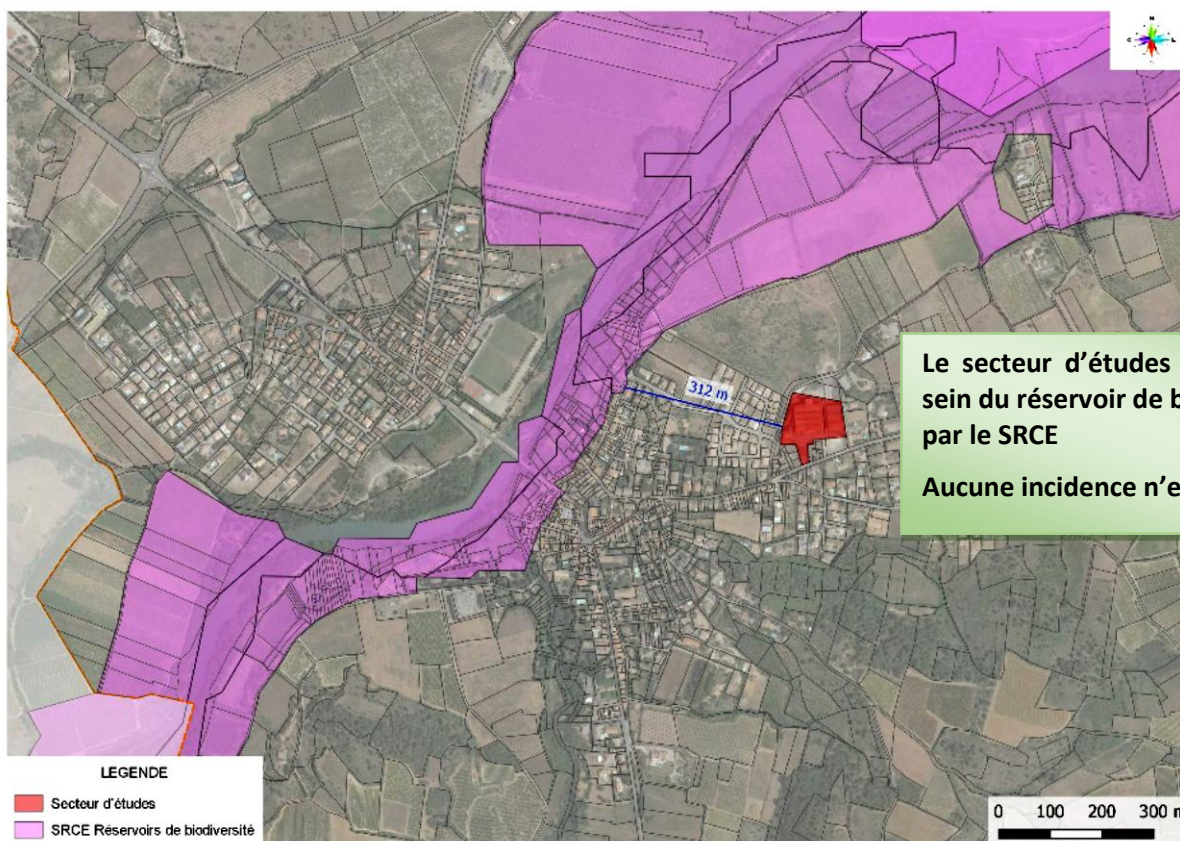 N
C L
312 m
Le secteur d’études
sein du réservoir de b
par le SRCE
Aucune incidence n’e
LEGENDE
Secteur d'études
SRCE Réservoirs de biodiversité
0 100 200 300 m